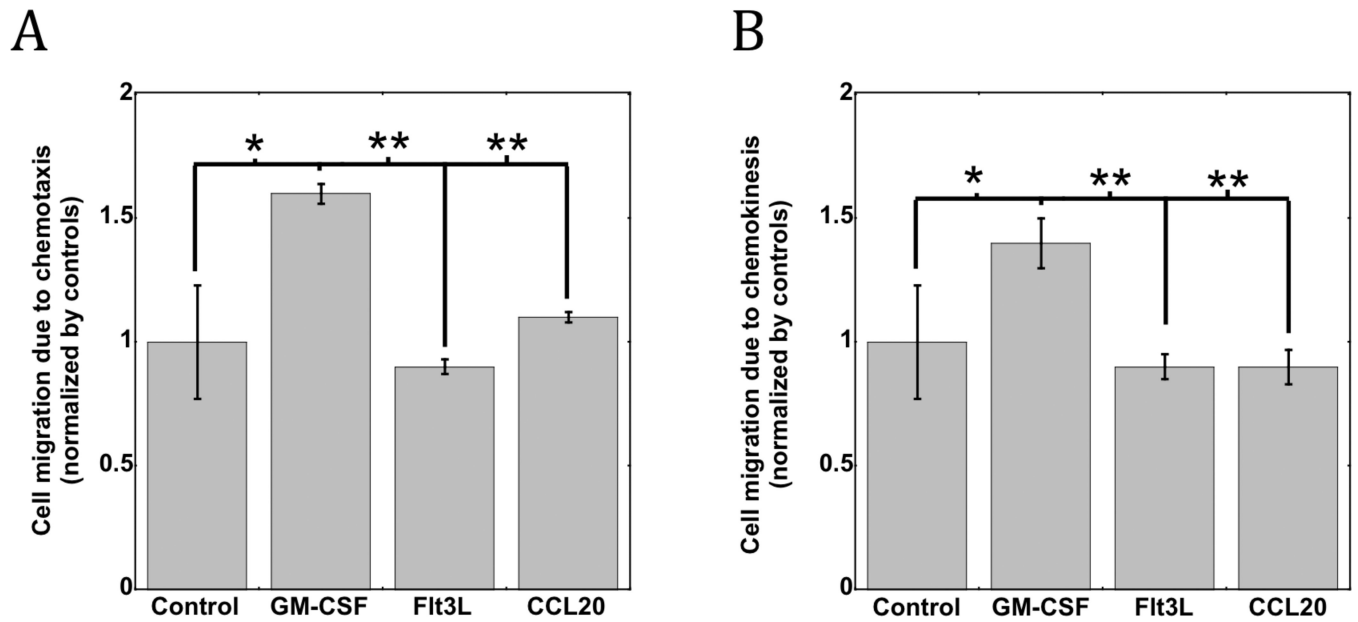 A
Cell migration due to chemotaxis
(normalized by controls)
2
1.5
1
0.5
0
* ** **
Control GM-CSF Flt3L CCL20
B
Cell migration due to chemokinesis
(normalized by controls)
2
1.5
1
0.5
0
* ** **
Control GM-CSF Flt3L CCL20